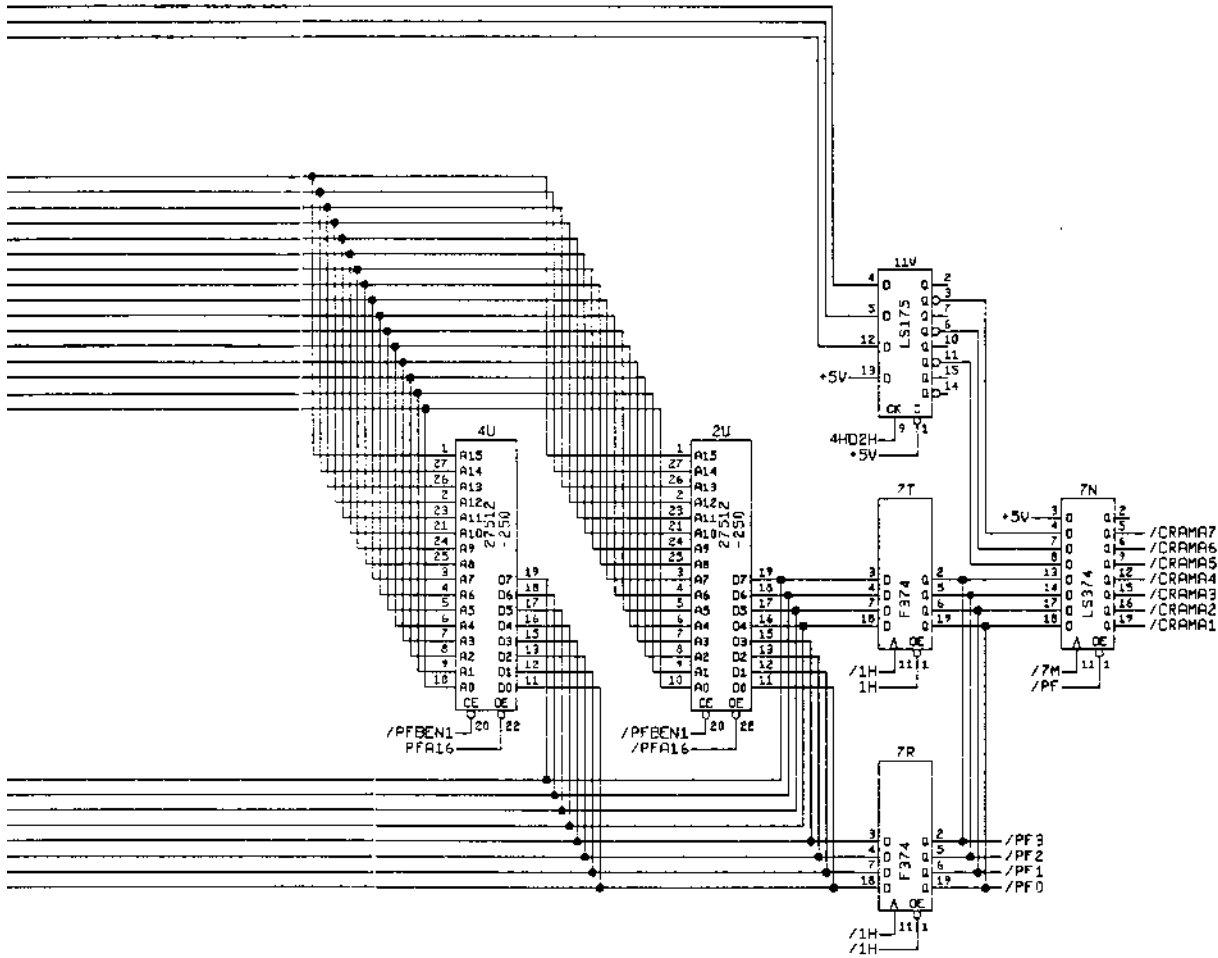 11V
4 D Q 2
Q 3
5 D Q 7
LS175
Q 6
12 D Q 10
Q 11
+5V 13 D Q 15
Q 14
CK
9 1
4HD2H
+5V
4U
1 A15
27 A14
26 A13
2 A12
23 A11
21 A10
24 A9
25 A8
3 A7 D7 19
4 A6 D6 18
5 A5 D5 17
6 A4 D4 16
7 A3 D3 15
8 A2 D2 13
9 A1 D1 12
10 A0 D0 11
27512
-250
CE OE
20 22
/PFBEN1
PFA16
2U
1 A15
27 A14
26 A13
2 A12
23 A11
21 A10
24 A9
25 A8
3 A7 D7 19
4 A6 D6 18
5 A5 D5 17
6 A4 D4 16
7 A3 D3 15
8 A2 D2 13
9 A1 D1 12
10 A0 D0 11
27512
-250
CE OE
20 22
/PFBEN1
/PFA16
7T
3 D Q 2
4 D Q 5
7 D Q 6
18 D Q 19
F374
OE
11 1
/1H
1H
7N
+5V 3 D Q 2
4 D Q 5 /CRAMA7
7 D Q 6 /CRAMA6
8 D Q 9 /CRAMA5
13 D Q 12 /CRAMA4
14 D Q 15 /CRAMA3
17 D Q 16 /CRAMA2
18 D Q 19 /CRAMA1
LS374
OE
11 1
/7M
/PF
7R
3 D Q 2 /PF3
4 D Q 5 /PF2
7 D Q 6 /PF1
18 D Q 19 /PF0
F374
OE
11 1
/1H
/1H